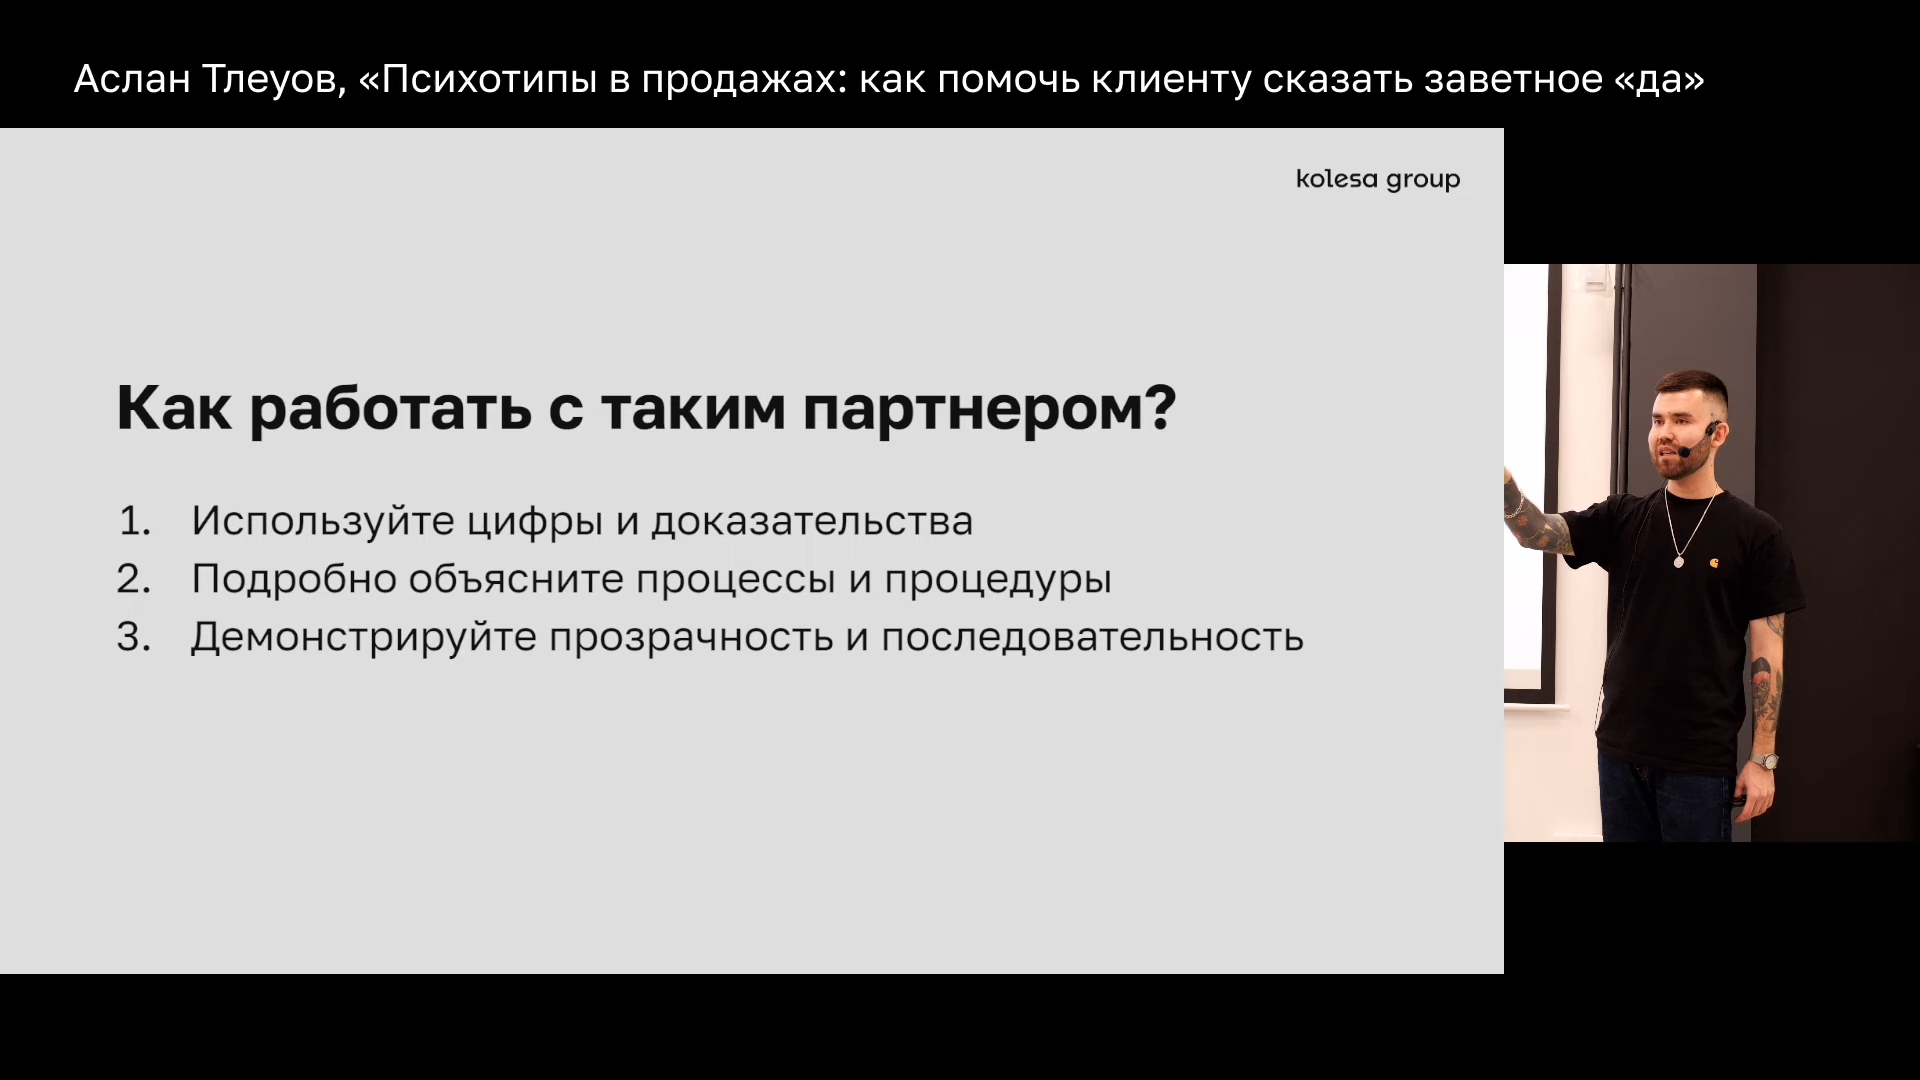 Аслан Тлеуов, «Психотипы в продажах: как помочь клиенту сказать заветное «да»
kolesa group
Как работать с таким партнером?
1. Используйте цифры и доказательства
2. Подробно объясните процессы и процедуры
3. Демонстрируйте прозрачность и последовательность